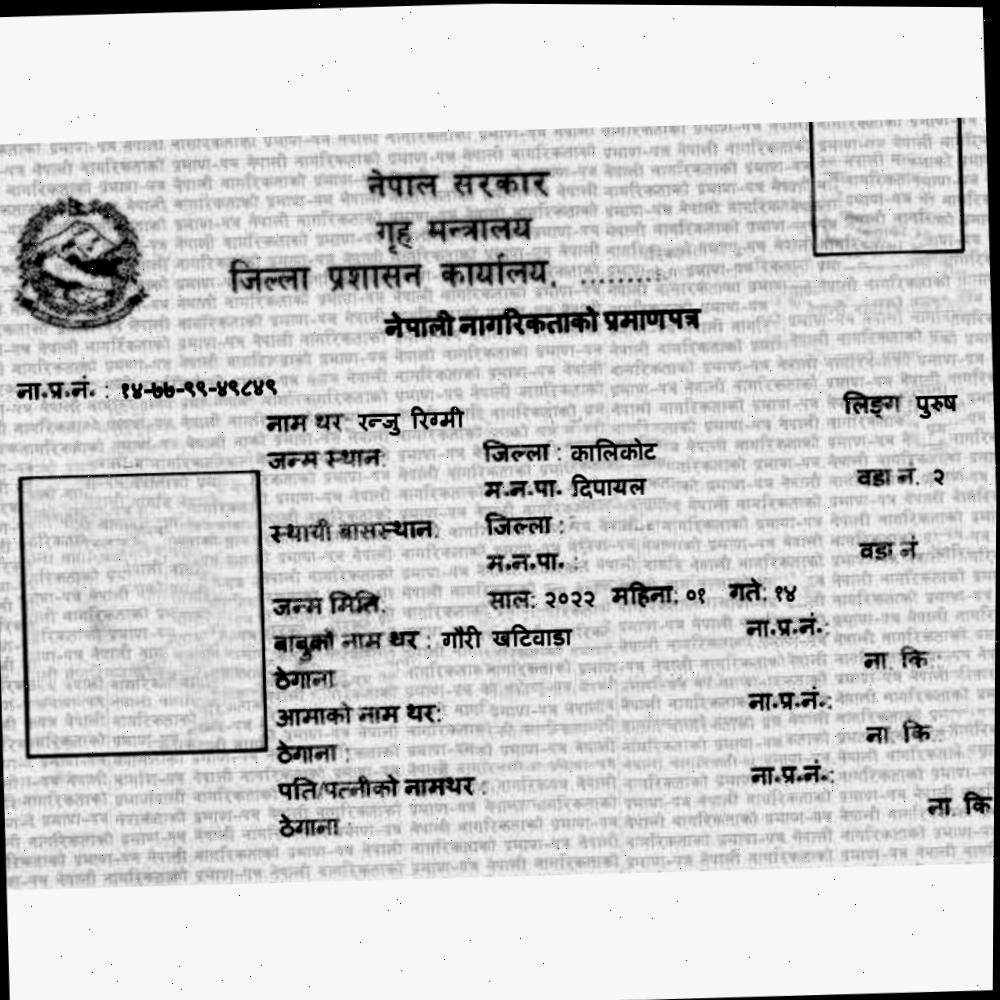 नेपाल सरकार
गृह मन्त्रालय
जिल्ला प्रशासन कार्यालय, ..........
नेपाली नागरिकताको प्रमाणपत्र
ना.प्र.नं. : १४-७७-९९-४९८४९
नाम थर रन्जु रिग्मी लिङ्ग पुरुष
जन्म स्थान: जिल्ला : कालिकोट
म.न.पा. दिपायल वडा नं. २
स्थायी बासस्थान: जिल्ला :
म.न.पा. : वडा नं.
जन्म मिति: साल: २०२२ महिना: ०१ गते: १४
बाबुको नाम थर : गौरी खटिवाडा ना.प्र.नं.:
ठेगाना ना. कि.:
आमाको नाम थर: ना.प्र.नं.:
ठेगाना : ना. कि.
पति/पत्नीको नामथर : ना.प्र.नं.:
ठेगाना ना. कि